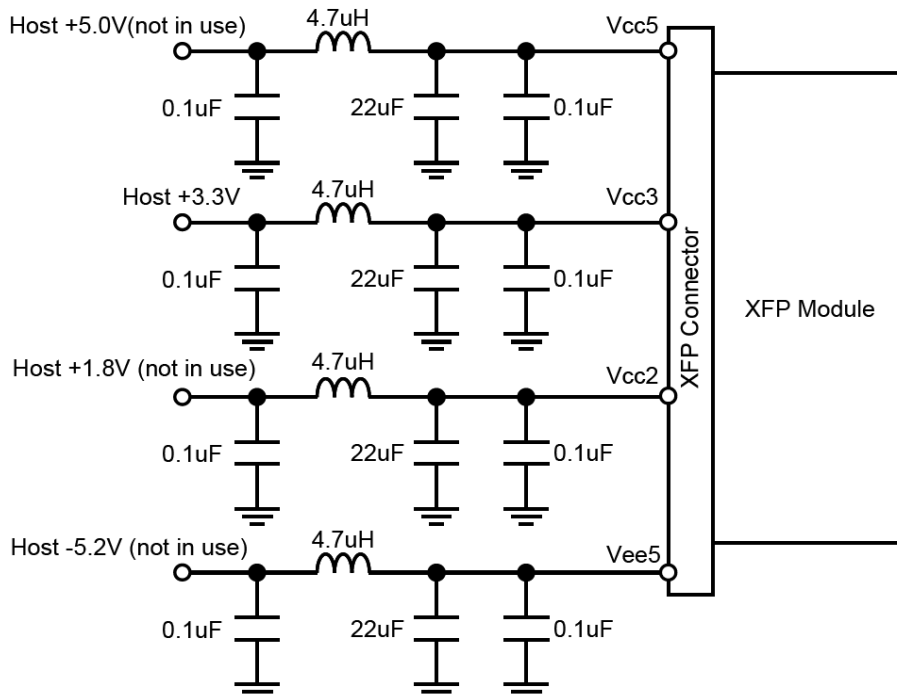 Host +5.0V(not in use)
4.7uH
Vcc5
0.1uF
22uF
0.1uF
Host +3.3V
4.7uH
Vcc3
0.1uF
22uF
0.1uF
XFP Connector
XFP Module
Host +1.8V (not in use)
4.7uH
Vcc2
0.1uF
22uF
0.1uF
Host -5.2V (not in use)
4.7uH
Vee5
0.1uF
22uF
0.1uF